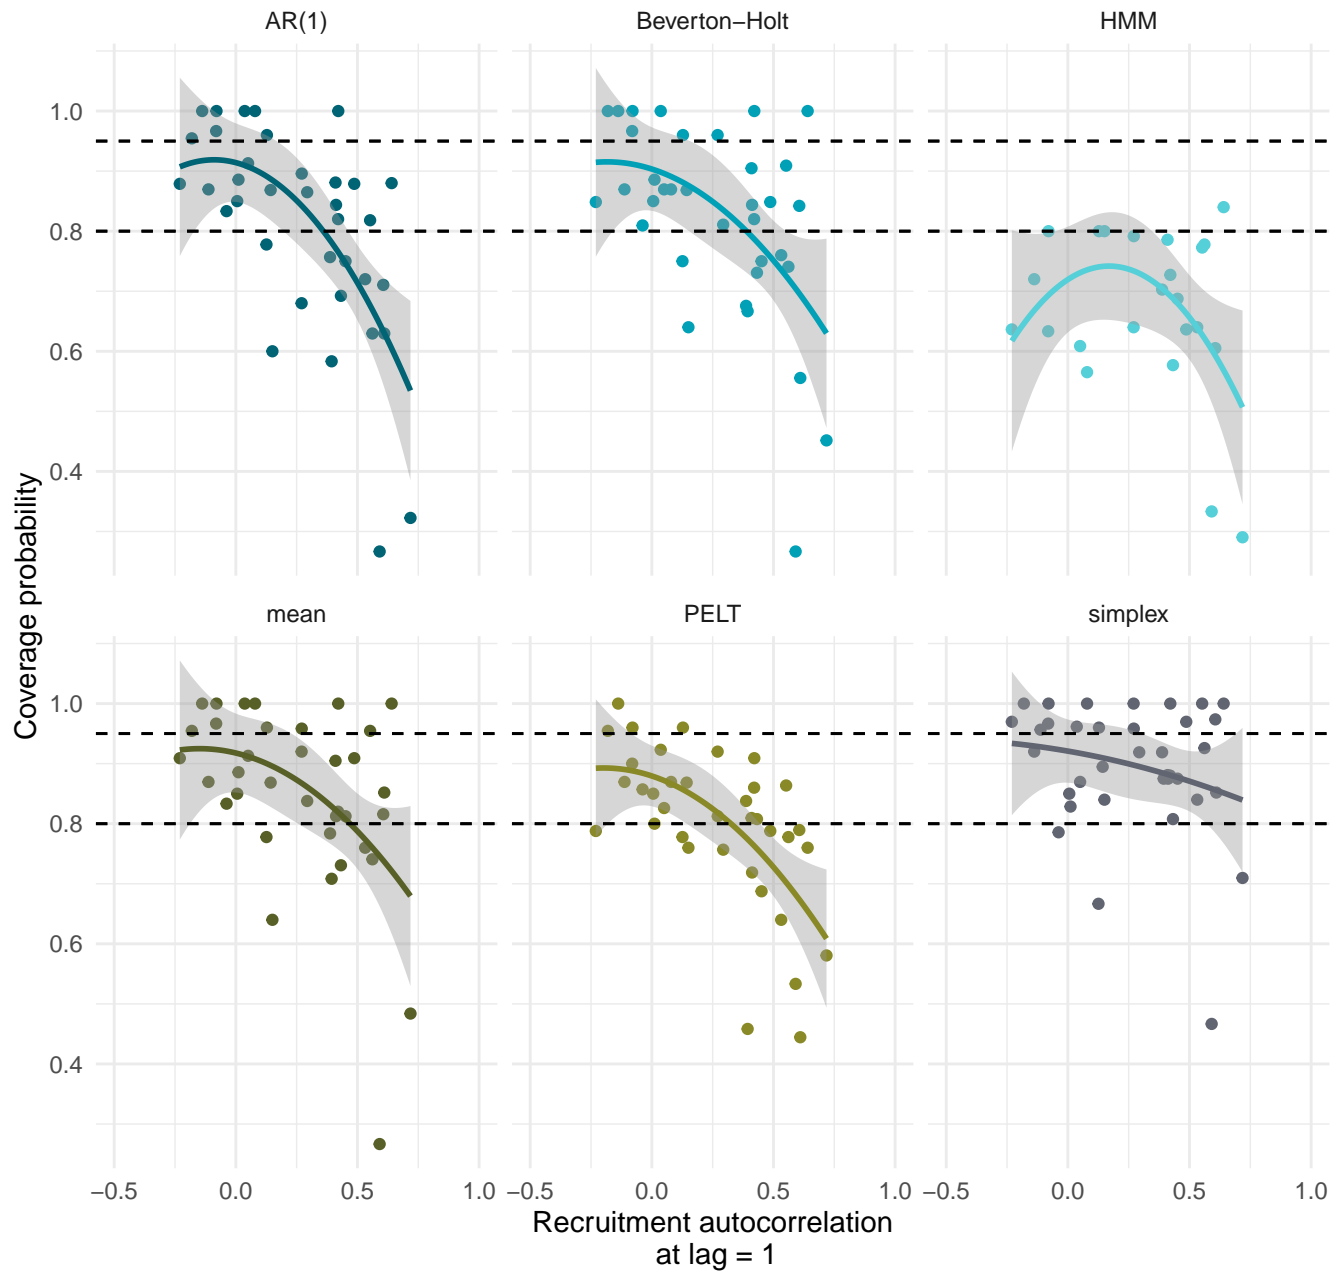 AR(1)
Beverton−Holt
HMM
1.0
0.8
0.6
0.4
Coverage probability
mean
PELT
simplex
1.0
0.8
0.6
0.4
−0.5 0.0 0.5 1.0
−0.5 0.0 0.5 1.0
−0.5 0.0 0.5 1.0
Recruitment autocorrelation
at lag = 1